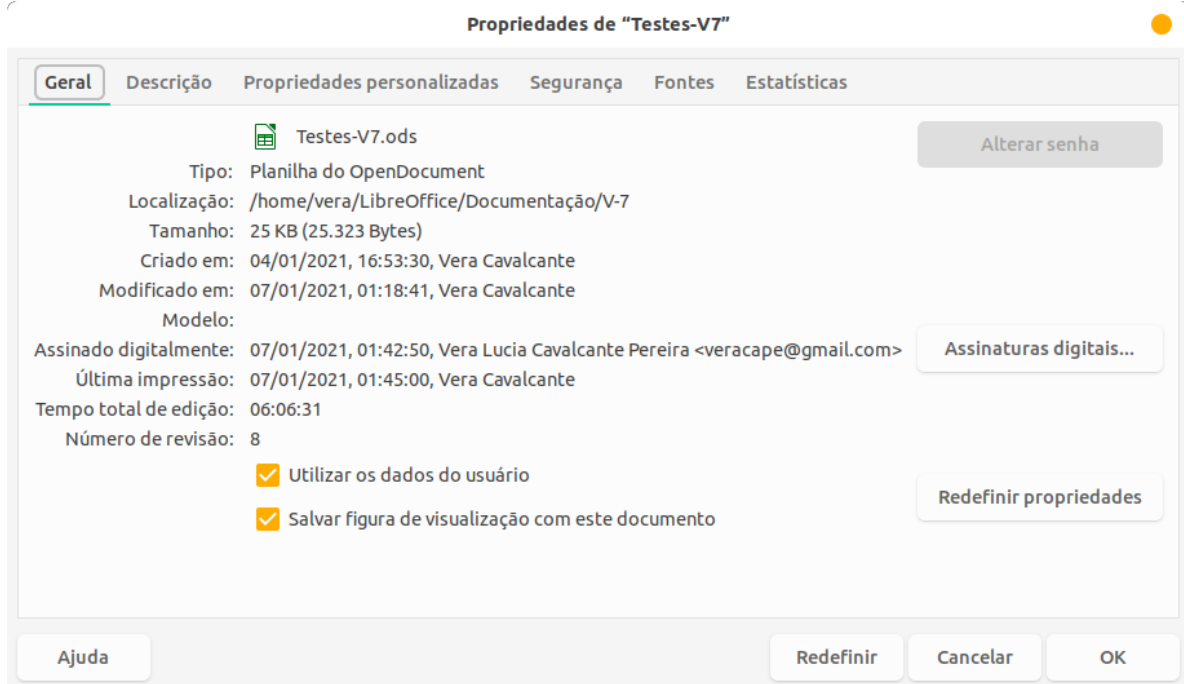 Propriedades de “Testes-V7”
Geral Descrição Propriedades personalizadas Segurança Fontes Estatísticas
Testes-V7.ods
Alterar senha
Tipo: Planilha do OpenDocument
Localização: /home/vera/LibreOffice/Documentação/V-7
Tamanho: 25 KB (25.323 Bytes)
Criado em: 04/01/2021, 16:53:30, Vera Cavalcante
Modificado em: 07/01/2021, 01:18:41, Vera Cavalcante
Modelo:
Assinado digitalmente: 07/01/2021, 01:42:50, Vera Lucia Cavalcante Pereira <veracape@gmail.com> Assinaturas digitais...
Última impressão: 07/01/2021, 01:45:00, Vera Cavalcante
Tempo total de edição: 06:06:31
Número de revisão: 8
Utilizar os dados do usuário
Redefinir propriedades
Salvar figura de visualização com este documento
Ajuda Redefinir Cancelar OK